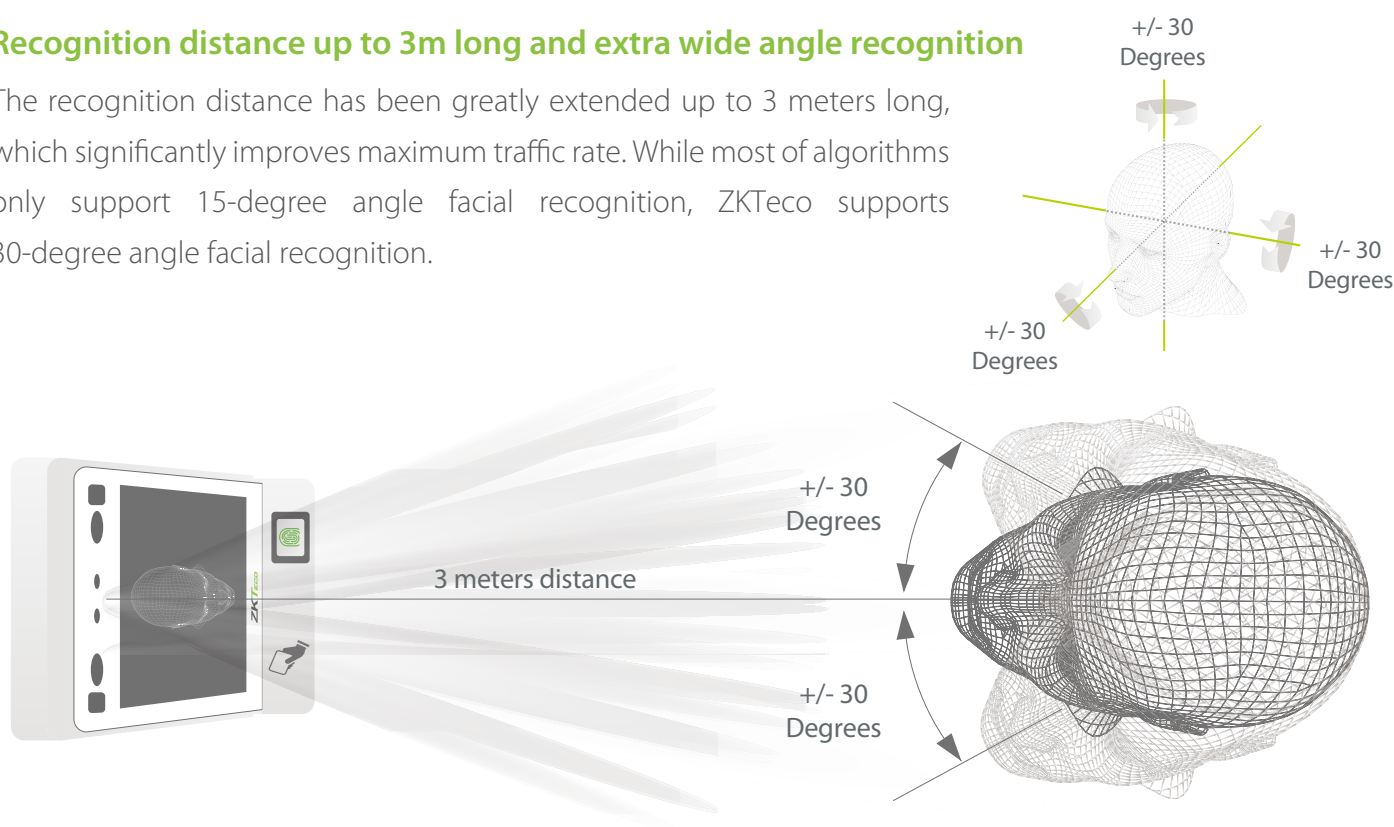 Recognition distance up to 3m long and extra wide angle recognition
The recognition distance has been greatly extended up to 3 meters long,
which significantly improves maximum traffic rate. While most of algorithms
only support 15-degree angle facial recognition, ZKTeco supports
30-degree angle facial recognition.
+/- 30
Degrees
+/- 30
Degrees
+/- 30
Degrees
+/- 30
Degrees
3 meters distance
ZKTeco
+/- 30
Degrees